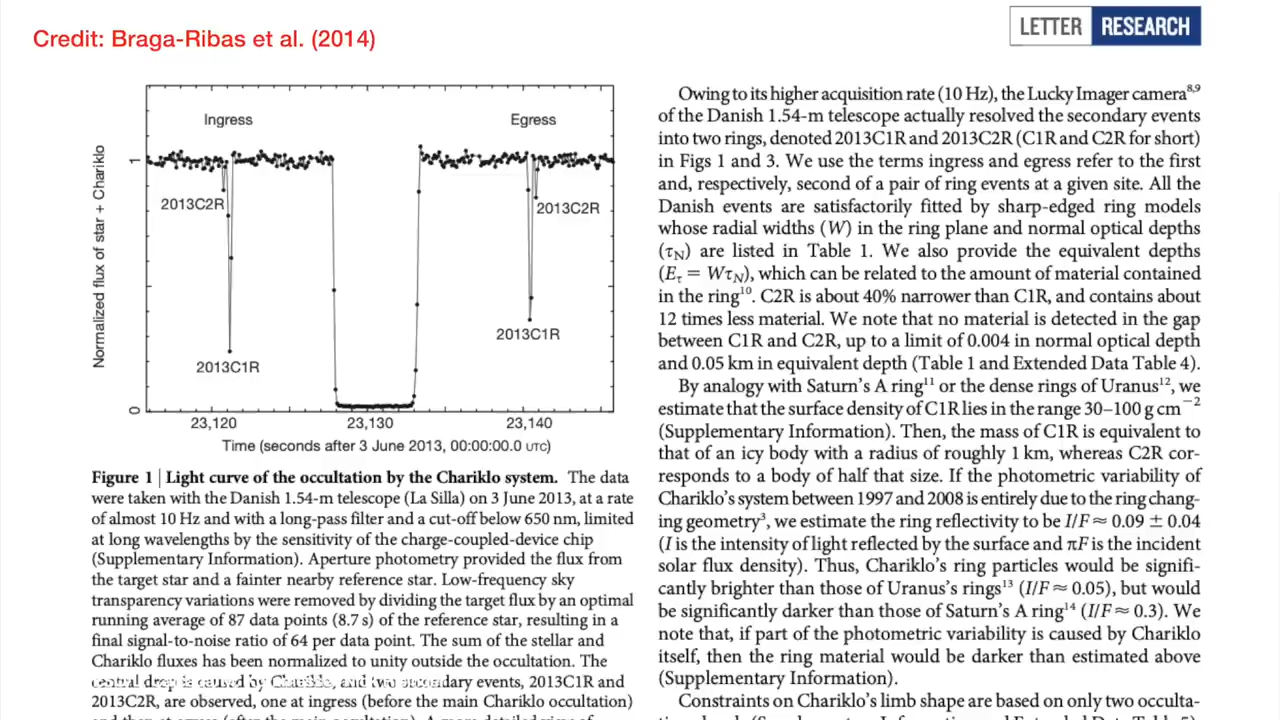 Credit: Braga-Ribas et al. (2014)
LETTER RESEARCH
Ingress
Egress
1
2013C2R
2013C2R
2013C1R
2013C1R
0
Normalized flux of star + Chariklo
23,120
23,130
23,140
Time (seconds after 3 June 2013, 00:00:00.0 UTC)
Figure 1 | Light curve of the occultation by the Chariklo system. The data
were taken with the Danish 1.54-m telescope (La Silla) on 3 June 2013, at a rate
of almost 10 Hz and with a long-pass filter and a cut-off below 650 nm, limited
at long wavelengths by the sensitivity of the charge-coupled-device chip
(Supplementary Information). Aperture photometry provided the flux from
the target star and a fainter nearby reference star. Low-frequency sky
transparency variations were removed by dividing the target flux by an optimal
running average of 87 data points (8.7 s) of the reference star, resulting in a
final signal-to-noise ratio of 64 per data point. The sum of the stellar and
Chariklo fluxes has been normalized to unity outside the occultation. The
central drop is caused by Chariklo, and two secondary events, 2013C1R and
2013C2R, are observed, one at ingress (before the main Chariklo occultation)
Owing to its higher acquisition rate (10 Hz), the Lucky Imager camera⁸,⁹
of the Danish 1.54-m telescope actually resolved the secondary events
into two rings, denoted 2013C1R and 2013C2R (C1R and C2R for short)
in Figs 1 and 3. We use the terms ingress and egress refer to the first
and, respectively, second of a pair of ring events at a given site. All the
Danish events are satisfactorily fitted by sharp-edged ring models
whose radial widths (W) in the ring plane and normal optical depths
(τN) are listed in Table 1. We also provide the equivalent depths
(Eτ = WτN), which can be related to the amount of material contained
in the ring¹⁰. C2R is about 40% narrower than C1R, and contains about
12 times less material. We note that no material is detected in the gap
between C1R and C2R, up to a limit of 0.004 in normal optical depth
and 0.05 km in equivalent depth (Table 1 and Extended Data Table 4).
By analogy with Saturn's A ring¹¹ or the dense rings of Uranus¹², we
estimate that the surface density of C1R lies in the range 30–100 g cm⁻²
(Supplementary Information). Then, the mass of C1R is equivalent to
that of an icy body with a radius of roughly 1 km, whereas C2R cor-
responds to a body of half that size. If the photometric variability of
Chariklo's system between 1997 and 2008 is entirely due to the ring chang-
ing geometry³, we estimate the ring reflectivity to be I/F ≈ 0.09 ± 0.04
(I is the intensity of light reflected by the surface and πF is the incident
solar flux density). Thus, Chariklo's ring particles would be signifi-
cantly brighter than those of Uranus's rings¹³ (I/F ≈ 0.05), but would
be significantly darker than those of Saturn's A ring¹⁴ (I/F ≈ 0.3). We
note that, if part of the photometric variability is caused by Chariklo
itself, then the ring material would be darker than estimated above
(Supplementary Information).
Constraints on Chariklo's limb shape are based on only two occulta-